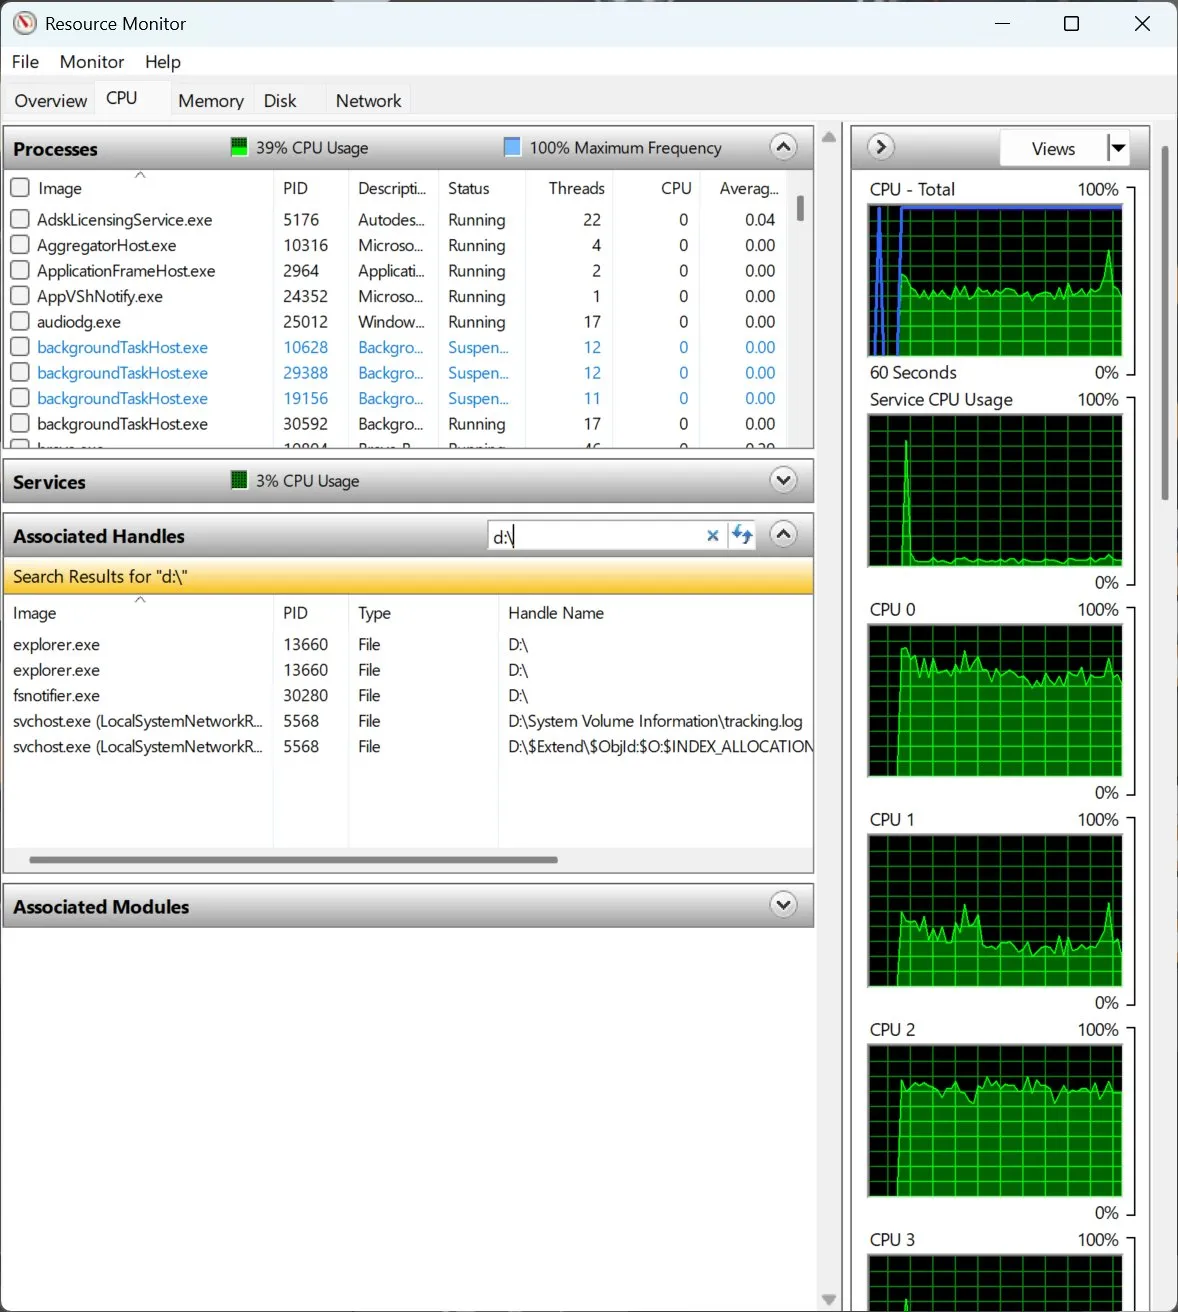 Resource Monitor
File Monitor Help
Overview CPU Memory Disk Network
Processes 39% CPU Usage 100% Maximum Frequency
Image PID Descripti... Status Threads CPU Averag...
AdskLicensingService.exe 5176 Autodes... Running 22 0 0.04
AggregatorHost.exe 10316 Microso... Running 4 0 0.00
ApplicationFrameHost.exe 2964 Applicati... Running 2 0 0.00
AppVShNotify.exe 24352 Microso... Running 1 0 0.00
audiodg.exe 25012 Window... Running 17 0 0.00
backgroundTaskHost.exe 10628 Backgro... Suspen... 12 0 0.00
backgroundTaskHost.exe 29388 Backgro... Suspen... 12 0 0.00
backgroundTaskHost.exe 19156 Backgro... Suspen... 11 0 0.00
backgroundTaskHost.exe 30592 Backgro... Running 17 0 0.00
Services 3% CPU Usage
Associated Handles d:\
Search Results for "d:\"
Image PID Type Handle Name
explorer.exe 13660 File D:\
explorer.exe 13660 File D:\
fsnotifier.exe 30280 File D:\
svchost.exe (LocalSystemNetworkR... 5568 File D:\System Volume Information\tracking.log
svchost.exe (LocalSystemNetworkR... 5568 File D:\$Extend\$ObjId:$O:$INDEX_ALLOCATION
Associated Modules
Views
CPU - Total 100%
60 Seconds 0%
Service CPU Usage 100%
0%
CPU 0 100%
0%
CPU 1 100%
0%
CPU 2 100%
0%
CPU 3 100%